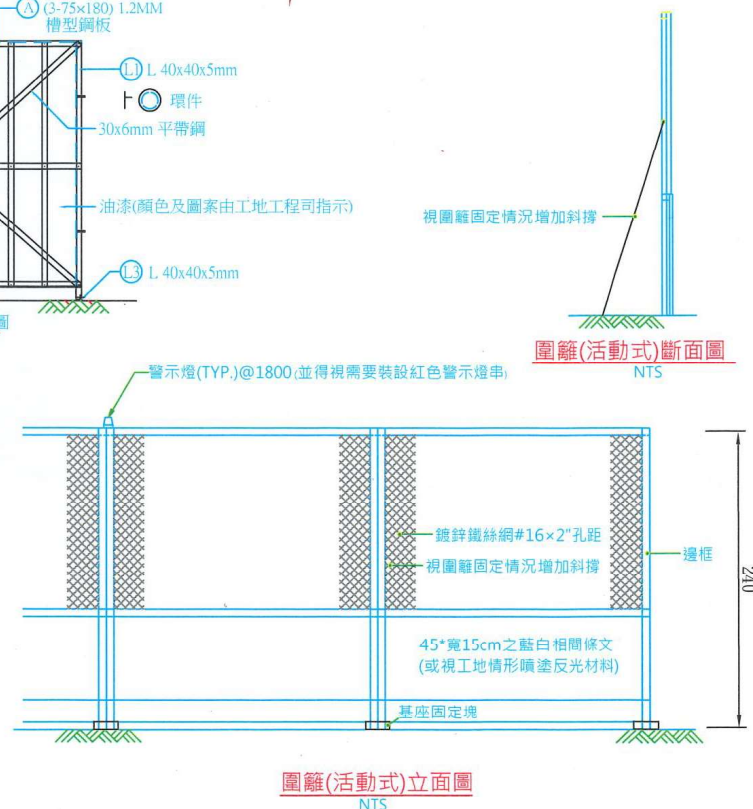 A (3-75×180) 1.2MM
槽型鋼板
L1 L 40x40x5mm
環件
30x6mm 平帶鋼
油漆(顏色及圖案由工地工程司指示)
L3 L 40x40x5mm
圖
視圍籬固定情況增加斜撐
圍籬(活動式)斷面圖
NTS
警示燈(TYP.)@1800(並得視需要裝設紅色警示燈串)
鍍鋅鐵絲網#16×2"孔距
視圍籬固定情況增加斜撐
邊框
240
45*寬15cm之藍白相間條文
(或視工地情形噴塗反光材料)
基座固定塊
圍籬(活動式)立面圖
NTS